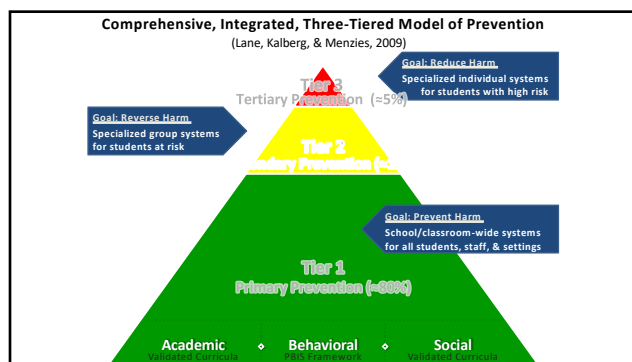 Comprehensive, Integrated, Three-Tiered Model of Prevention
(Lane, Kalberg, & Menzies, 2009)
Goal: Reduce Harm
Specialized individual systems
for students with high risk
Tier 3
Tertiary Prevention (≈5%)
Goal: Reverse Harm
Specialized group systems
for students at risk
Tier 2
Prevention
Goal: Prevent Harm
School/classroom-wide systems
for all students, staff, & settings
Tier 1
Primary Prevention (≈80%)
Academic Behavioral Social
Validated Curricula PBIS Framework Validated Curricula